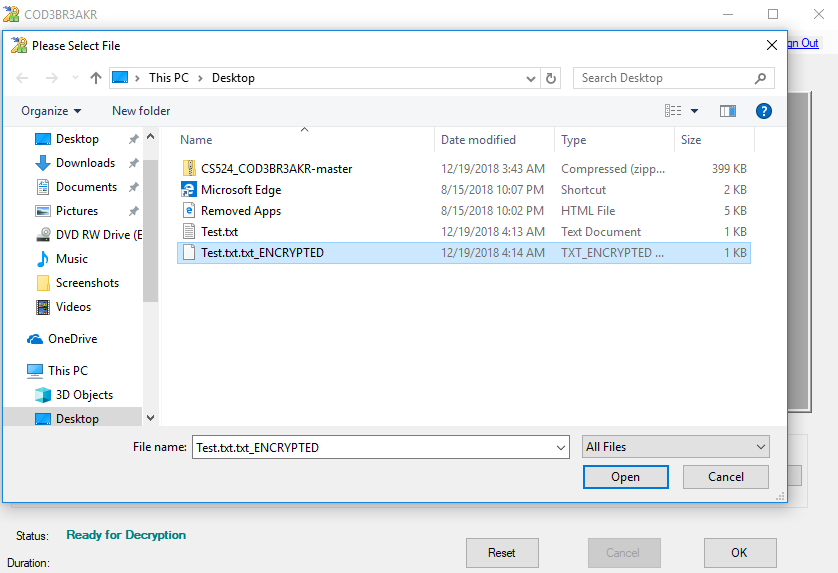 COD3BR3AKR
Please Select File
gn Out
This PC > Desktop
Search Desktop
Organize
New folder
Name Date modified Type Size
CS524_COD3BR3AKR-master 12/19/2018 3:43 AM Compressed (zipp... 399 KB
Microsoft Edge 8/15/2018 10:07 PM Shortcut 2 KB
Removed Apps 8/15/2018 10:02 PM HTML File 5 KB
Test.txt 12/19/2018 4:13 AM Text Document 1 KB
Test.txt.txt_ENCRYPTED 12/19/2018 4:14 AM TXT_ENCRYPTED ... 1 KB
Desktop
Downloads
Documents
Pictures
DVD RW Drive (E
Music
Screenshots
Videos
OneDrive
This PC
3D Objects
Desktop
File name: Test.txt.txt_ENCRYPTED
All Files
Open
Cancel
Status: Ready for Decryption
Duration:
Reset
Cancel
OK